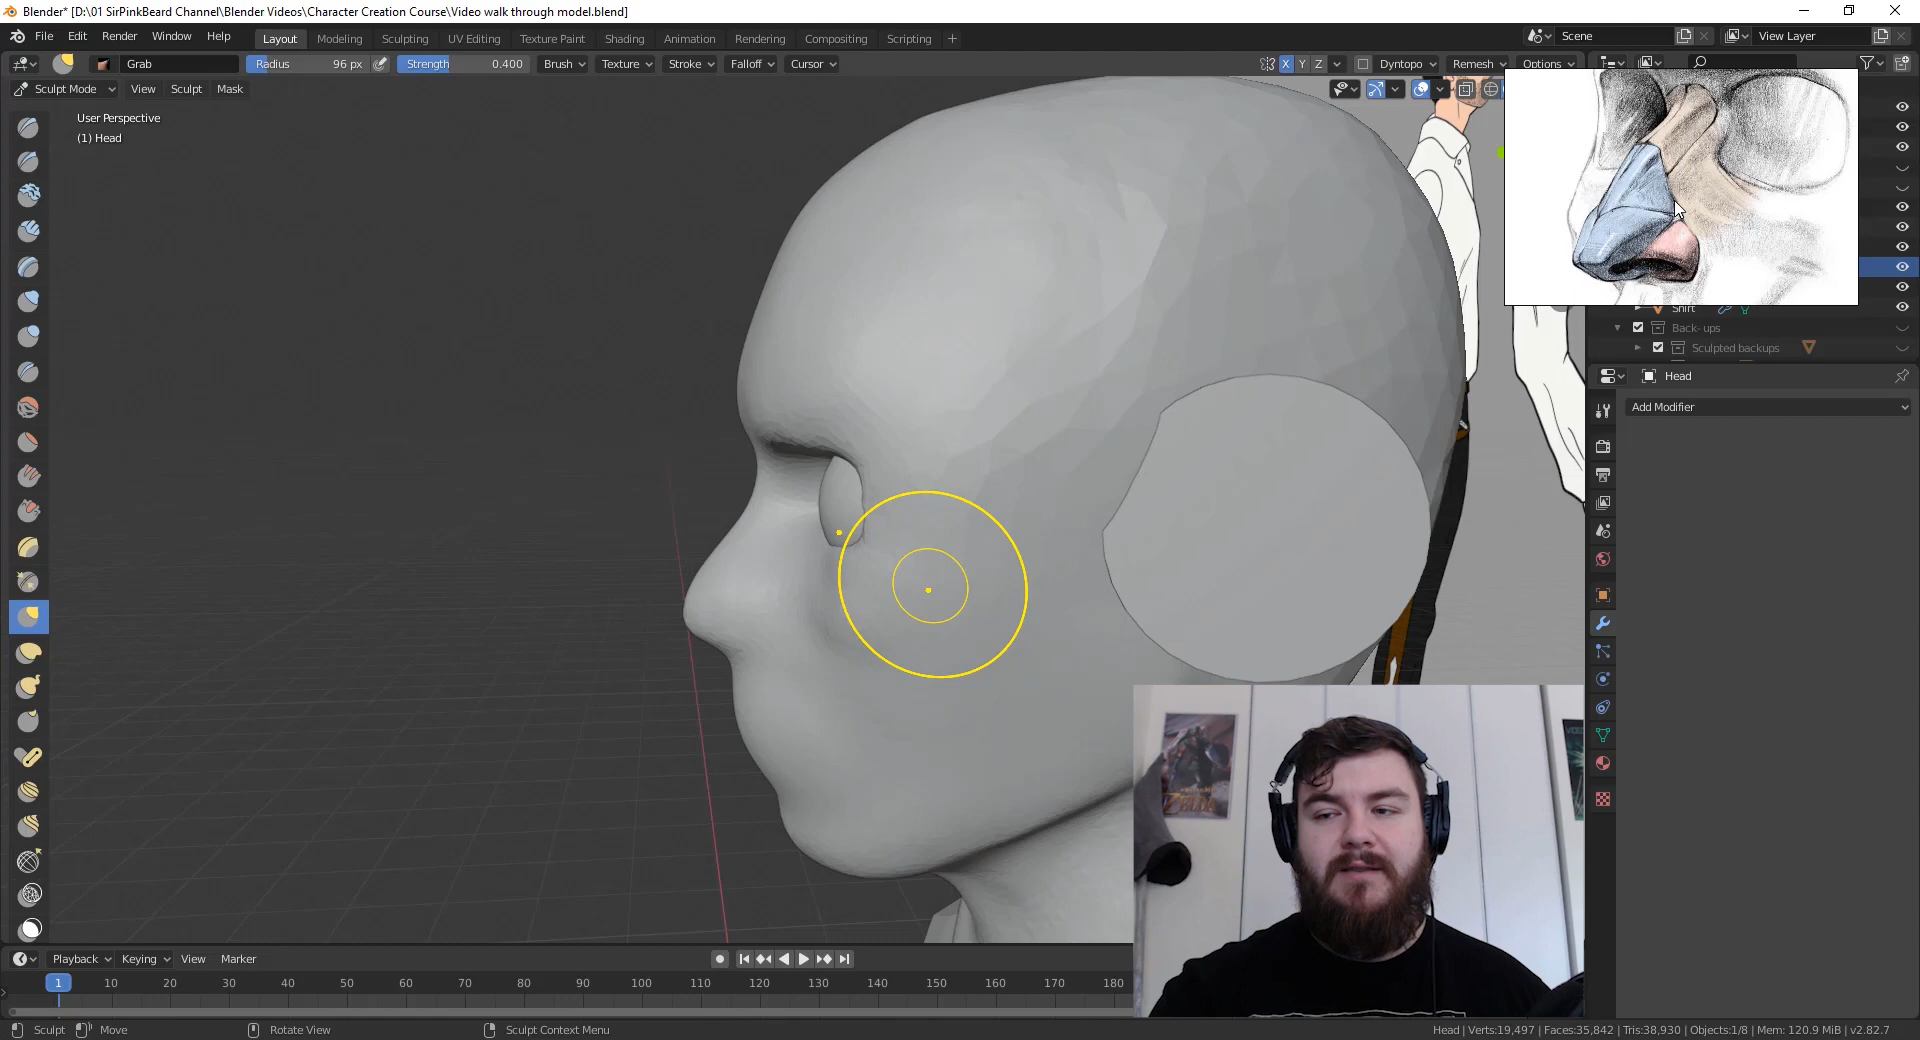 Blender* [D:\01 SirPinkBeard Channel\Blender Videos\Character Creation Course\Video walk through model.blend]
File Edit Render Window Help Layout Modeling Sculpting UV Editing Texture Paint Shading Animation Rendering Compositing Scripting + Scene View Layer
Grab Radius 96 px Strength 0.400 Brush Texture Stroke Falloff Cursor X Y Z Dyntopo Remesh Options
Sculpt Mode View Sculpt Mask
User Perspective
(1) Head
Shirt
Back- ups
Sculpted backups
Head
Add Modifier
ZELDA
Playback Keying View Marker
1 10 20 30 40 50 60 70 80 90 100 110 120 130 140 150 160 170 180
Sculpt Move Rotate View Sculpt Context Menu Head | Verts:19,497 | Faces:35,842 | Tris:38,930 | Objects:1/8 | Mem: 120.9 MiB | v2.82.7